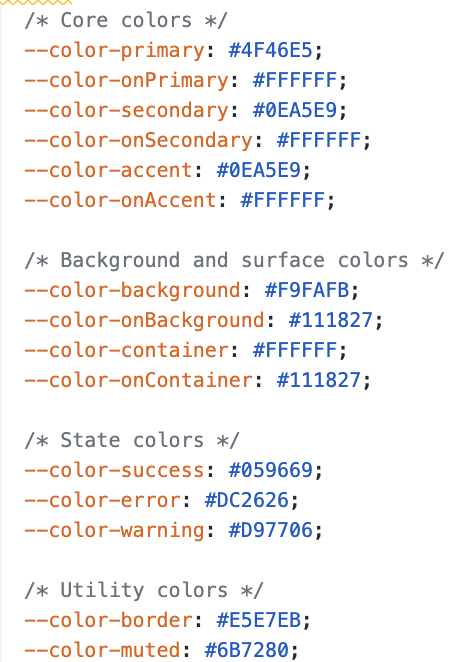 /* Core colors */
--color-primary: #4F46E5;
--color-onPrimary: #FFFFFF;
--color-secondary: #0EA5E9;
--color-onSecondary: #FFFFFF;
--color-accent: #0EA5E9;
--color-onAccent: #FFFFFF;
/* Background and surface colors */
--color-background: #F9FAFB;
--color-onBackground: #111827;
--color-container: #FFFFFF;
--color-onContainer: #111827;
/* State colors */
--color-success: #059669;
--color-error: #DC2626;
--color-warning: #D97706;
/* Utility colors */
--color-border: #E5E7EB;
--color-muted: #6B7280;